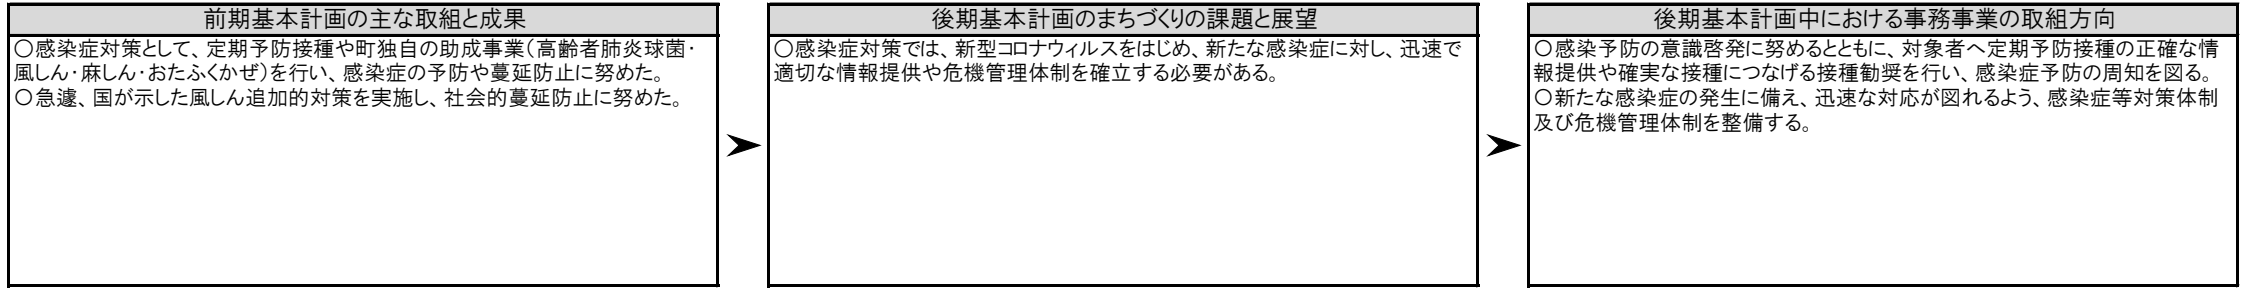 前期基本計画の主な取組と成果
〇感染症対策として、定期予防接種や町独自の助成事業（高齢者肺炎球菌・
風しん・麻しん・おたふくかぜ）を行い、感染症の予防や蔓延防止に努めた。
〇急遽、国が示した風しん追加的対策を実施し、社会的蔓延防止に努めた。
後期基本計画のまちづくりの課題と展望
〇感染症対策では、新型コロナウィルスをはじめ、新たな感染症に対し、迅速で
適切な情報提供や危機管理体制を確立する必要がある。
後期基本計画中における事務事業の取組方向
〇感染予防の意識啓発に努めるとともに、対象者へ定期予防接種の正確な情
報提供や確実な接種につなげる接種勧奨を行い、感染症予防の周知を図る。
〇新たな感染症の発生に備え、迅速な対応が図れるよう、感染症等対策体制
及び危機管理体制を整備する。